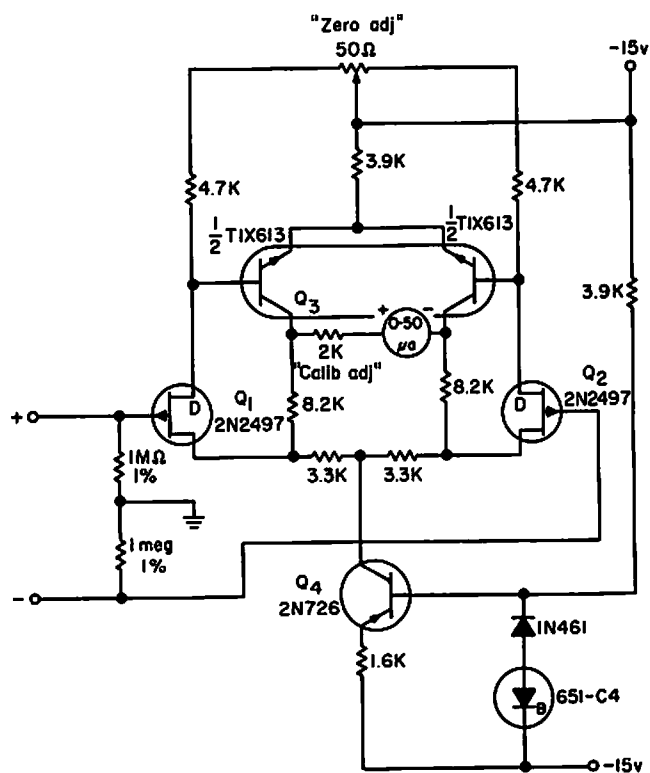 "Zero adj"
50Ω
-15v
3.9K
4.7K
4.7K
1/2 TIX613
1/2 TIX613
3.9K
Q3
+
-
0-50
μa
2K
"Calib adj"
8.2K
8.2K
D
Q1
2N2497
D
Q2
2N2497
+
1MΩ
1%
3.3K
3.3K
1 meg
1%
-
Q4
2N726
1N461
1.6K
B
651-C4
-15v